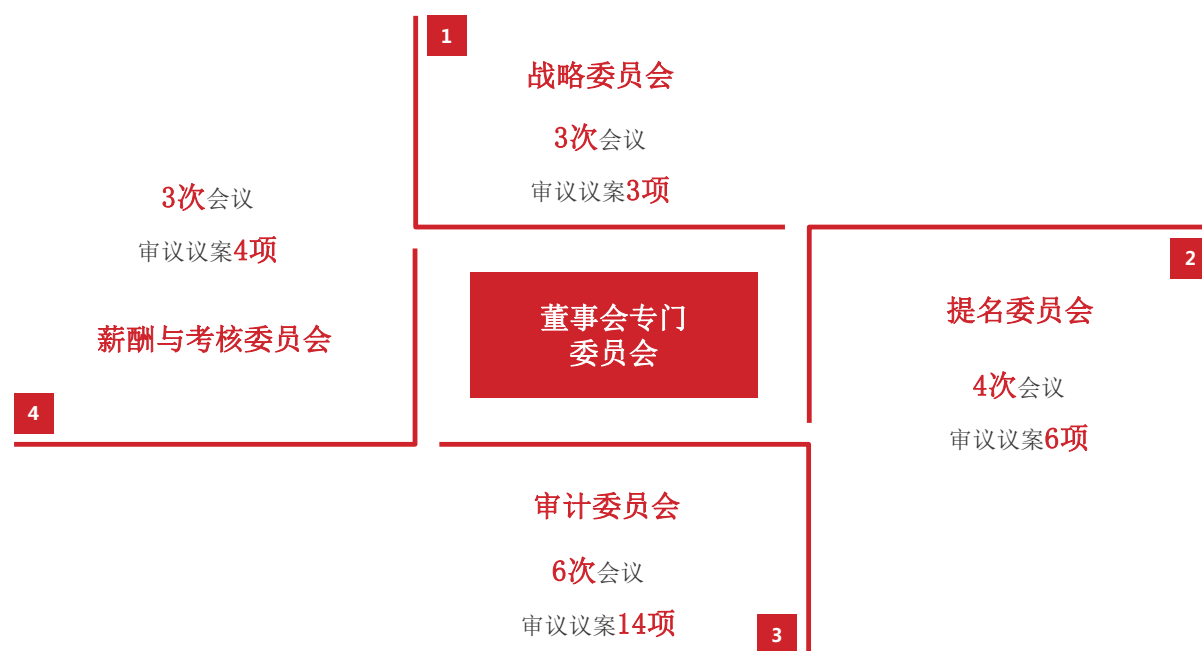 1
战略委员会
3次会议
审议议案3项
2
提名委员会
4次会议
审议议案6项
董事会专门
委员会
3次会议
审议议案4项
薪酬与考核委员会
4
审计委员会
6次会议
审议议案14项
3